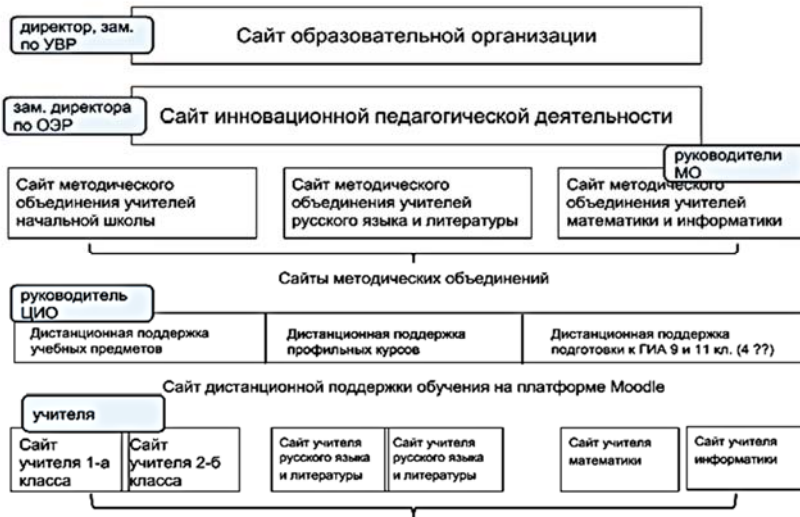 директор, зам.
по УВР
Сайт образовательной организации
зам. директора
по ОЭР
Сайт инновационной педагогической деятельности
руководители
МО
Сайт методического
объединения учителей
начальной школы
Сайт методического
объединения учителей
русского языка и литературы
Сайт методического
объединения учителей
математики и информатики
Сайты методических объединений
руководитель
ЦИО
Дистанционная поддержка
учебных предметов
Дистанционная поддержка
профильных курсов
Дистанционная поддержка
подготовки к ГИА 9 и 11 кл. (4 ??)
Сайт дистанционной поддержки обучения на платформе Moodle
учителя
Сайт
учителя 1-а
класса
Сайт
учителя 2-б
класса
Сайт учителя
русского языка
и литературы
Сайт учителя
русского языка
и литературы
Сайт учителя
математики
Сайт учителя
информатики